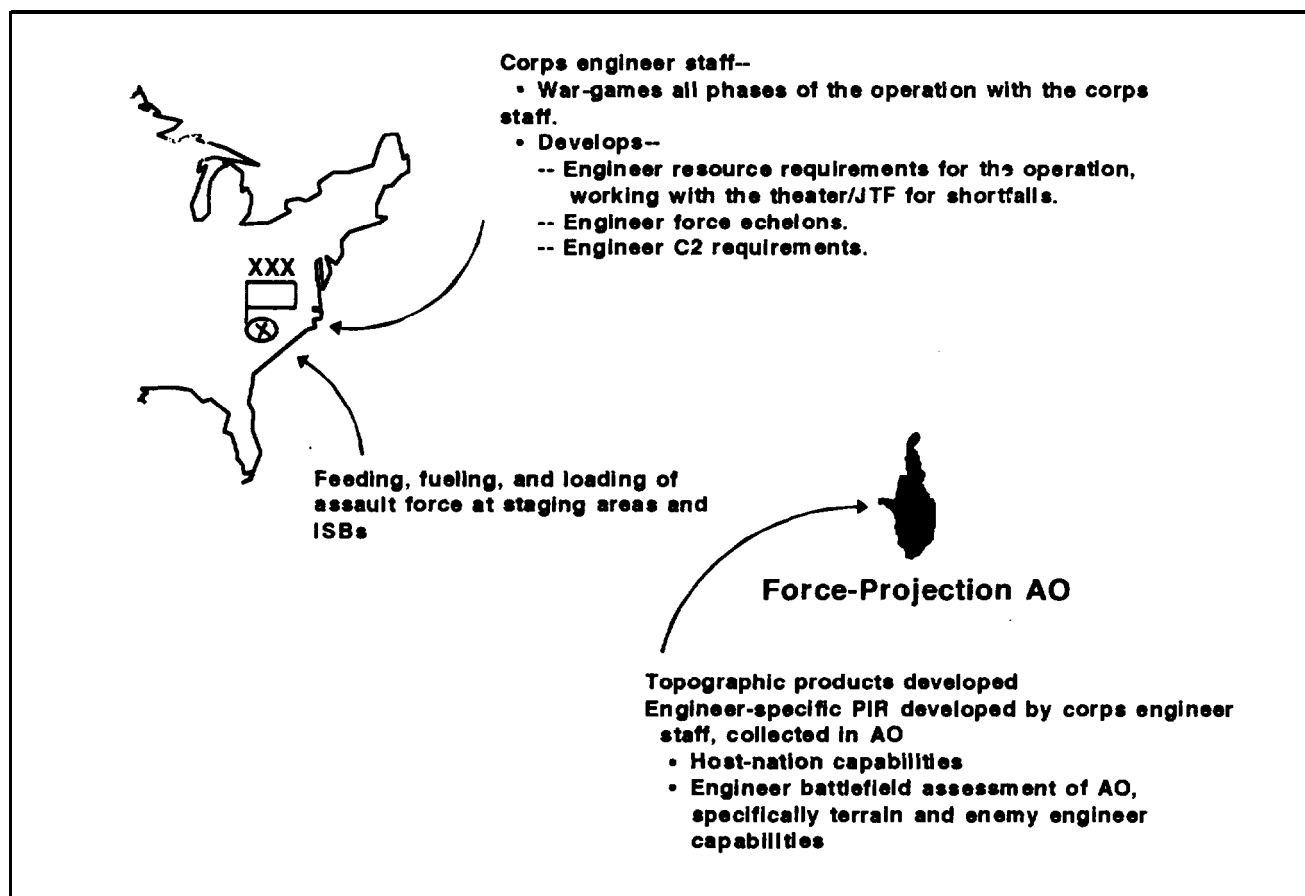 Corps engineer staff--
• War-games all phases of the operation with the corps
staff.
• Develops--
-- Engineer resource requirements for the operation,
working with the theater/JTF for shortfalls.
-- Engineer force echelons.
-- Engineer C2 requirements.
XXX
X
Feeding, fueling, and loading of
assault force at staging areas and
ISBs
Force-Projection AO
Topographic products developed
Engineer-specific PIR developed by corps engineer
staff, collected in AO
• Host-nation capabilities
• Engineer battlefield assessment of AO,
specifically terrain and enemy engineer
capabilities